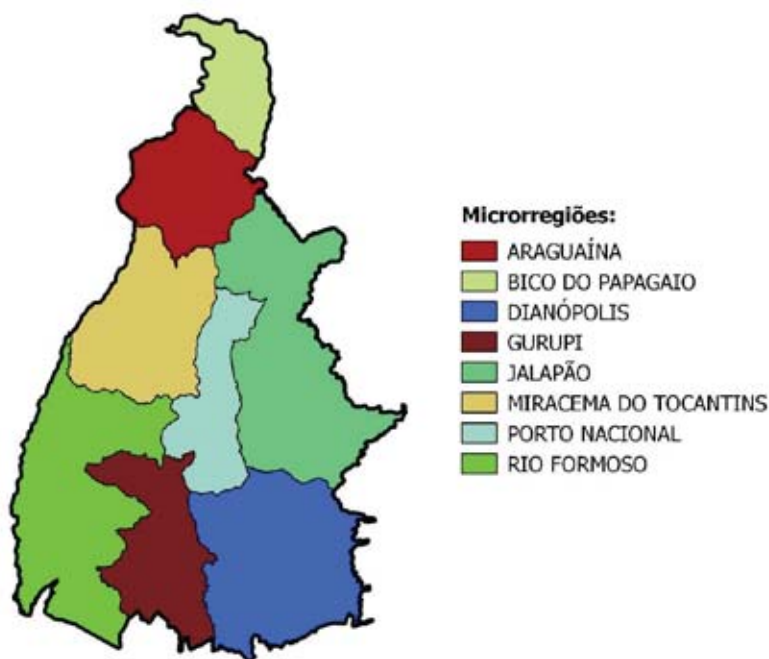 Microrregiões:
ARAGUAÍNA
BICO DO PAPAGAIO
DIANÓPOLIS
GURUPI
JALAPÃO
MIRACEMA DO TOCANTINS
PORTO NACIONAL
RIO FORMOSO